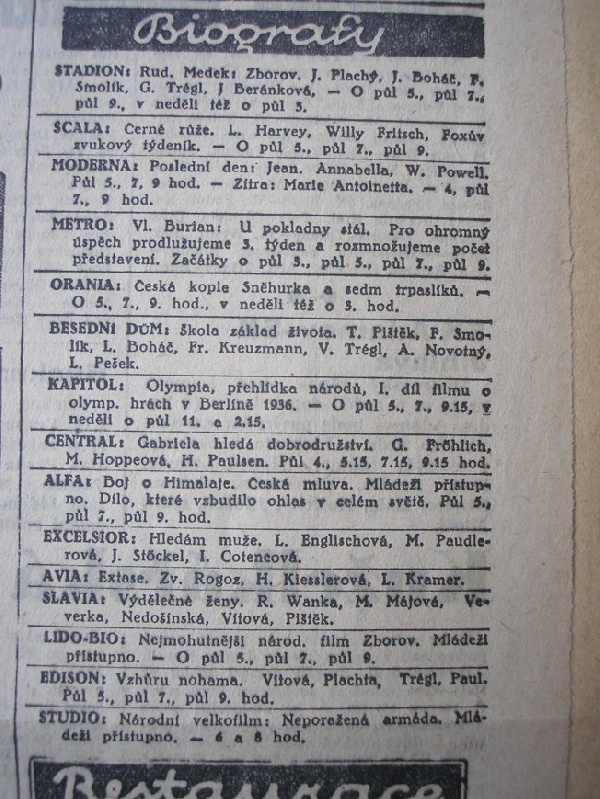 Biografy
STADION: Rud. Medek: Zborov. J. Plachý, J. Boháč, F.
Smolík, G. Trégl, J Beránková, — O půl 5., půl 7.,
půl 9., v neděli též o půl 3.
SCALA: Černé růže. L. Harvey, Willy Fritsch, Foxův
zvukový týdeník. — O půl 5., půl 7., půl 9.
MODERNA: Poslední den: Jean. Annabella, W. Powell.
Půl 5., 7, 9 hod. — Zítra: Marie Antoinetta. — 4, půl
7., 9 hod.
METRO: Vl. Burian: U pokladny stál. Pro ohromný
úspěch prodlužujeme 3. týden a rozmnožujeme počet
představení. Začátky o půl 3., půl 5., půl 7., půl 9.
ORANIA: Česká kopie Sněhurka a sedm trpaslíků. —
O 5., 7., 9. hod., v neděli též o 3. hod.
BESEDNÍ DŮM: Škola základ života. T. Pištěk, F. Smo-
lík, L. Boháč, Fr. Kreuzmann, V. Trégl, A. Novotný,
L. Pešek.
KAPITOL: Olympia, přehlídka národů, I. díl filmu o
olymp. hrách v Berlíně 1936. — O půl 5., 7., 9.15, v
neděli o půl 11. a 2.15.
CENTRAL: Gabriela hledá dobrodružství. G. Fröhlich,
M. Hoppeová, H. Paulsen. Půl 4., 5.15, 7.15, 9.15 hod.
ALFA: Boj o Himalaje. Česká mluva. Mládeži přístup-
no. Dílo, které vzbudilo ohlas v celém světě. Půl 5.,
půl 7., půl 9. hod.
EXCELSIOR: Hledám muže. L. Englischová, M. Paudle-
rová, J. Stöckel, I. Cotencová.
AVIA: Extase. Zv. Rogoz, H. Kiesslerová, L. Kramer.
SLAVIA: Výdělečné ženy. R. Wanka, M. Májová, Ve-
verka, Nedošinská, Vítová, Pištěk.
LIDO-BIO: Nejmohutnější národ. film Zborov. Mládeži
přístupno. — O půl 5., půl 7., půl 9.
EDISON: Vzhůru nohama. Vítová, Plachta, Trégl, Paul.
Půl 5., půl 7., půl 9. hod.
STUDIO: Národní velkofilm: Neporažená armáda. Mlá-
deži přístupno. — 6 a 8 hod.
Restaurace